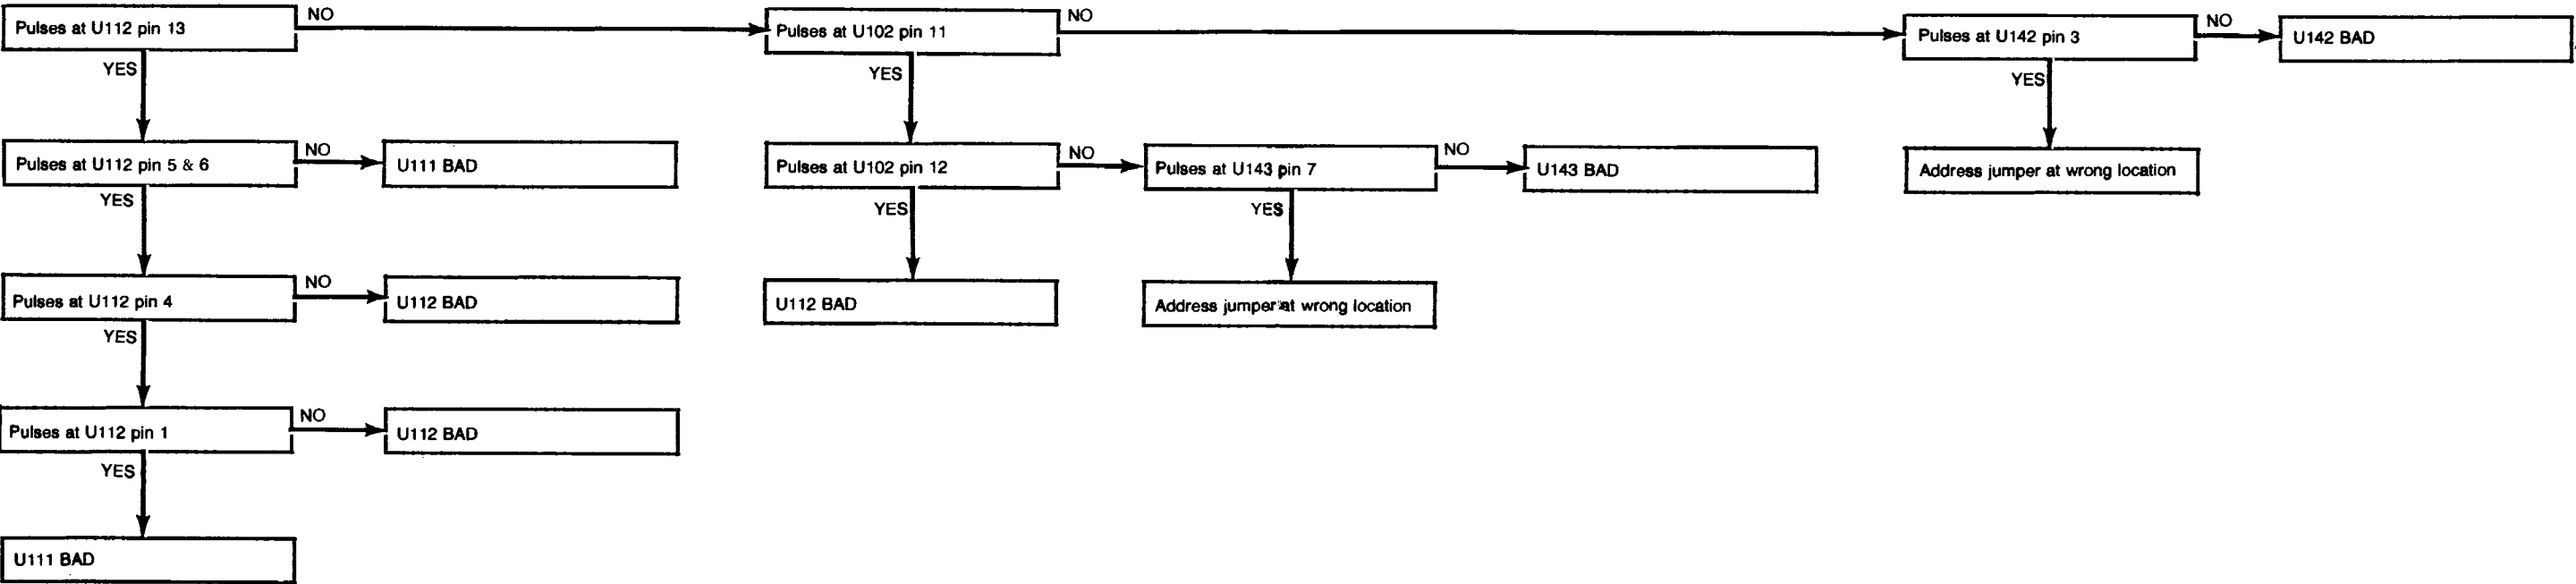 Pulses at U112 pin 13
NO
Pulses at U102 pin 11
NO
Pulses at U142 pin 3
NO
U142 BAD
YES
YES
YES
Pulses at U112 pin 5 & 6
NO
U111 BAD
Pulses at U102 pin 12
NO
Pulses at U143 pin 7
NO
U143 BAD
Address jumper at wrong location
YES
YES
YES
Pulses at U112 pin 4
NO
U112 BAD
U112 BAD
Address jumper at wrong location
YES
Pulses at U112 pin 1
NO
U112 BAD
YES
U111 BAD